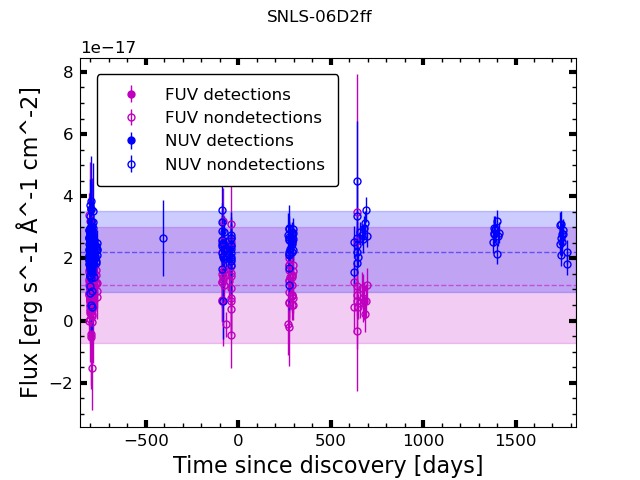 SNLS-06D2ff
1e−17
FUV detections
FUV nondetections
NUV detections
NUV nondetections
8
6
4
2
0
−2
Flux [erg s^-1 Å^-1 cm^-2]
−500 0 500 1000 1500
Time since discovery [days]